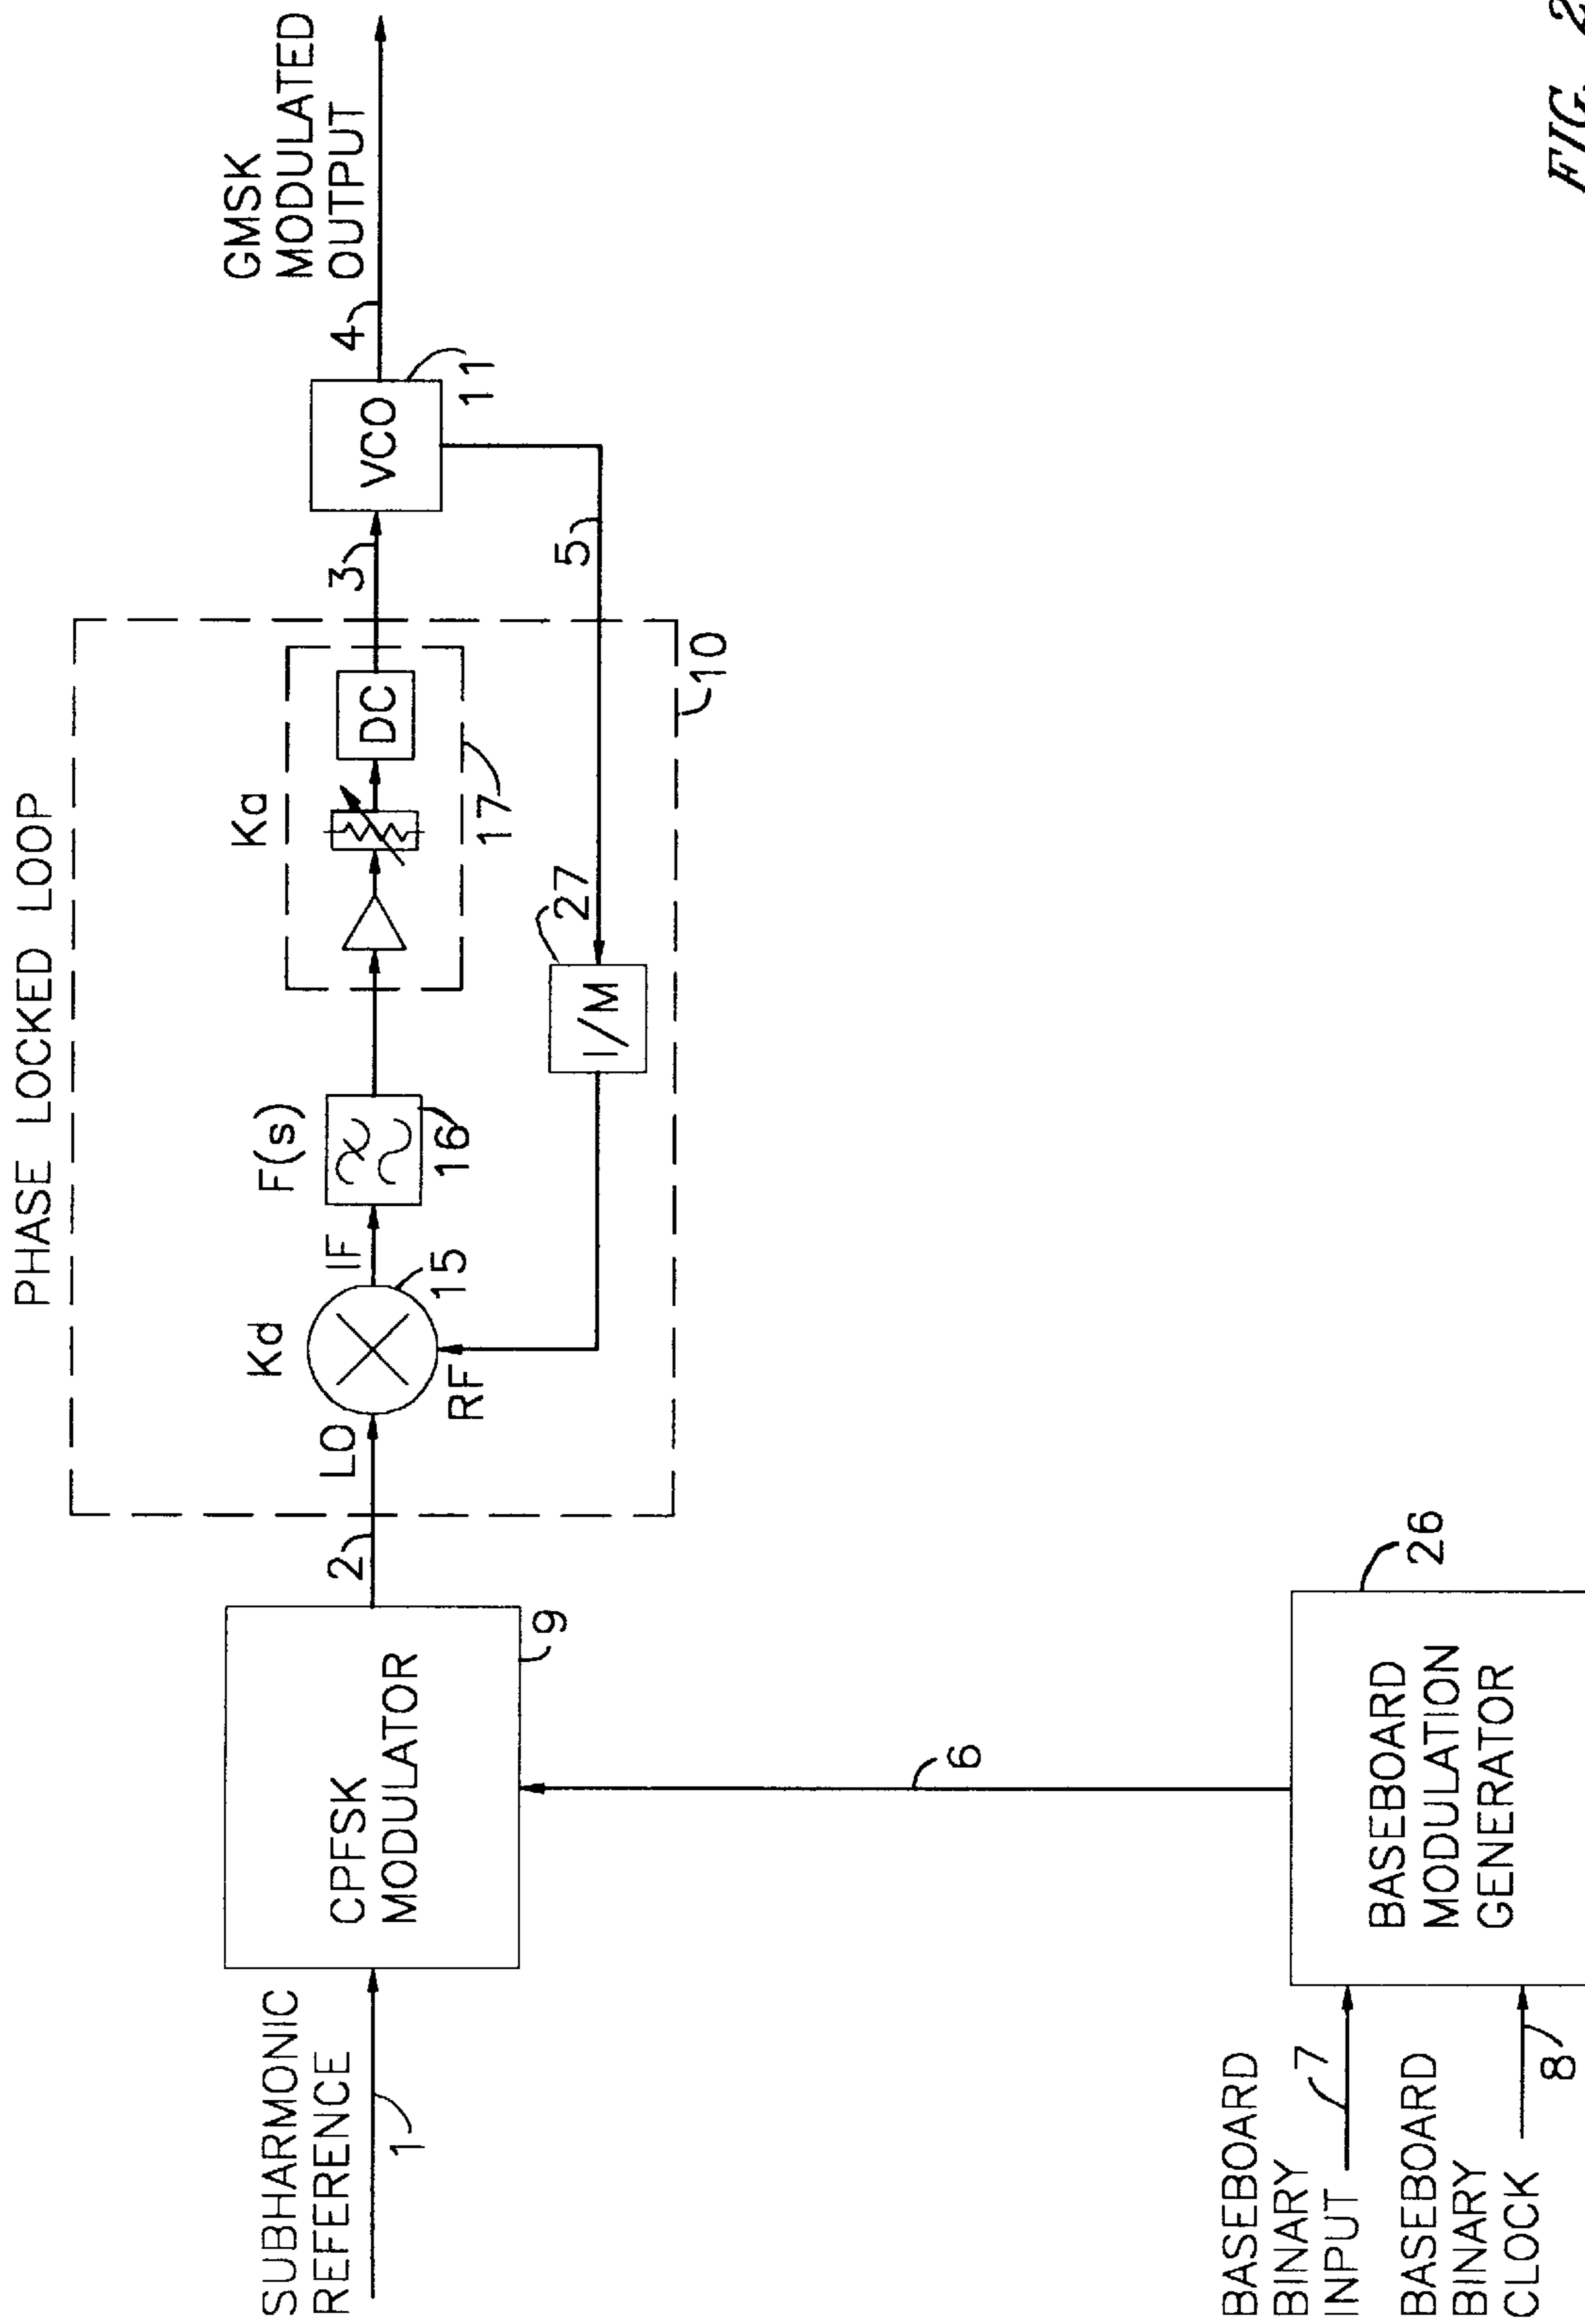 PHASE LOCKED LOOP
SUBHARMONIC
REFERENCE
1
CPFSK
MODULATOR
9
2
LO
Kd
RF
IF
15
F(s)
16
Ka
DC
17
3
VCO
11
4
GMSK
MODULATED
OUTPUT
5
I/M
27
10
6
BASEBOARD
BINARY
INPUT
7
BASEBOARD
BINARY
CLOCK
8
BASEBOARD
MODULATION
GENERATOR
26
FIG. 2